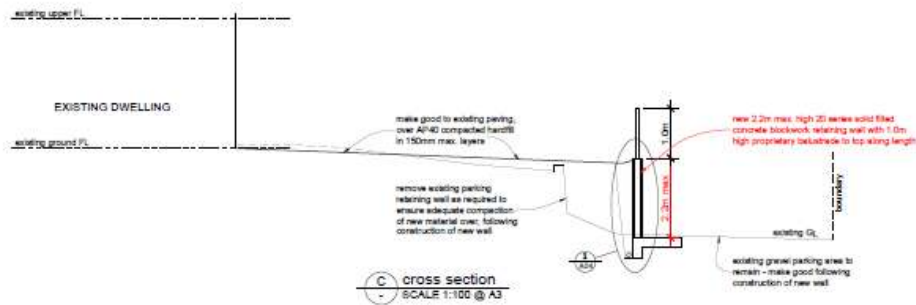 existing upper FL
EXISTING DWELLING
existing ground FL
make good to existing paving,
over AP40 compacted hardfill
in 150mm max. layers
remove existing parking
retaining wall as required to
ensure adequate compaction
of new material over, following
construction of new wall
1.0m
2.2m max
new 2.2m max. high 20 series solid filled
concrete blockwork retaining wall with 1.0m
high proprietary balustrade to top along length
boundary
existing GL
existing gravel parking area to
remain - make good following
construction of new wall
C
-
cross section
SCALE 1:100 @ A3